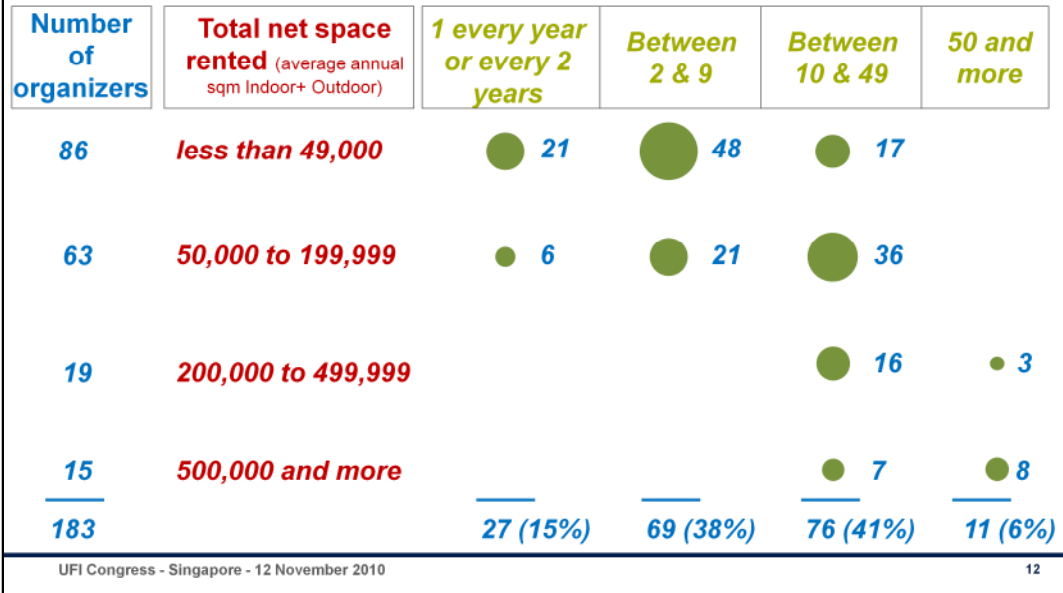 Number
of
organizers
Total net space
rented (average annual
sqm Indoor+ Outdoor)
1 every year
or every 2
years
Between
2 & 9
Between
10 & 49
50 and
more
86 less than 49,000 21 48 17
63 50,000 to 199,999 6 21 36
19 200,000 to 499,999 16 3
15 500,000 and more 7 8
183 27 (15%) 69 (38%) 76 (41%) 11 (6%)
UFI Congress - Singapore - 12 November 2010 12